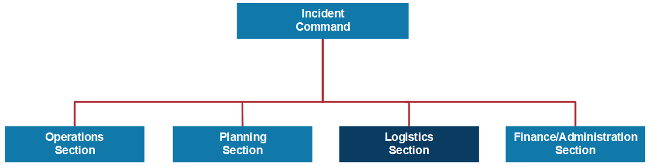 Incident
Command
Operations
Section
Planning
Section
Logistics
Section
Finance/Administration
Section